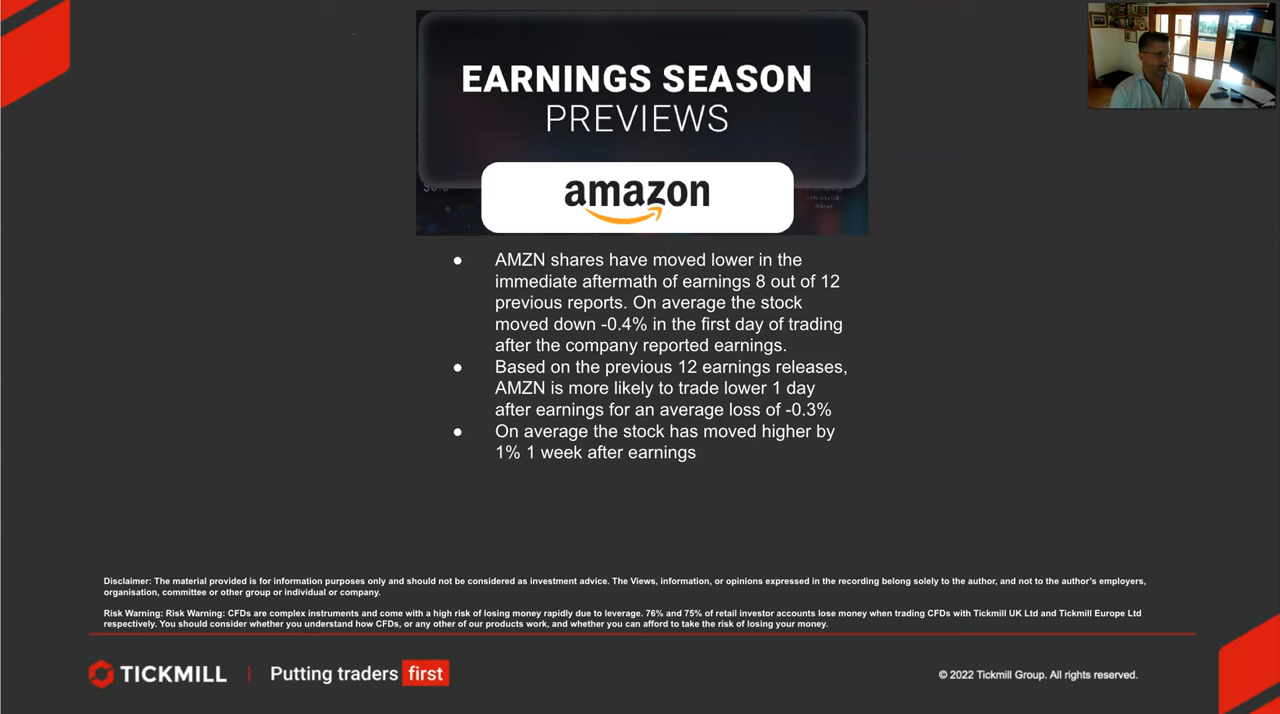 EARNINGS SEASON
PREVIEWS
amazon
● AMZN shares have moved lower in the
immediate aftermath of earnings 8 out of 12
previous reports. On average the stock
moved down -0.4% in the first day of trading
after the company reported earnings.
● Based on the previous 12 earnings releases,
AMZN is more likely to trade lower 1 day
after earnings for an average loss of -0.3%
● On average the stock has moved higher by
1% 1 week after earnings
Disclaimer: The material provided is for information purposes only and should not be considered as investment advice. The Views, information, or opinions expressed in the recording belong solely to the author, and not to the author's employers,
organisation, committee or other group or individual or company.
Risk Warning: Risk Warning: CFDs are complex instruments and come with a high risk of losing money rapidly due to leverage. 76% and 75% of retail investor accounts lose money when trading CFDs with Tickmill UK Ltd and Tickmill Europe Ltd
respectively. You should consider whether you understand how CFDs, or any other of our products work, and whether you can afford to take the risk of losing your money.
TICKMILL | Putting traders first
© 2022 Tickmill Group. All rights reserved.